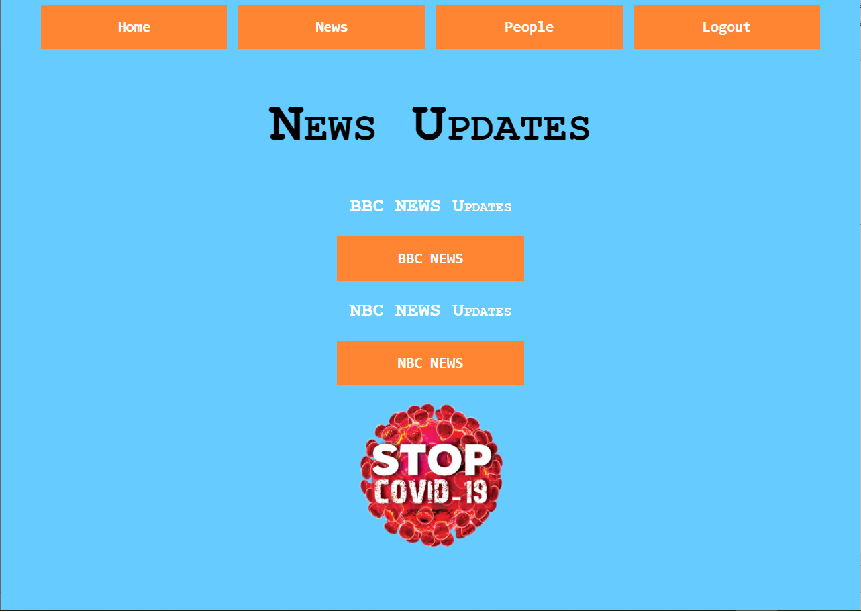 Home News People Logout
News Updates
BBC NEWS Updates
BBC NEWS
NBC NEWS Updates
NBC NEWS
STOP
COVID-19